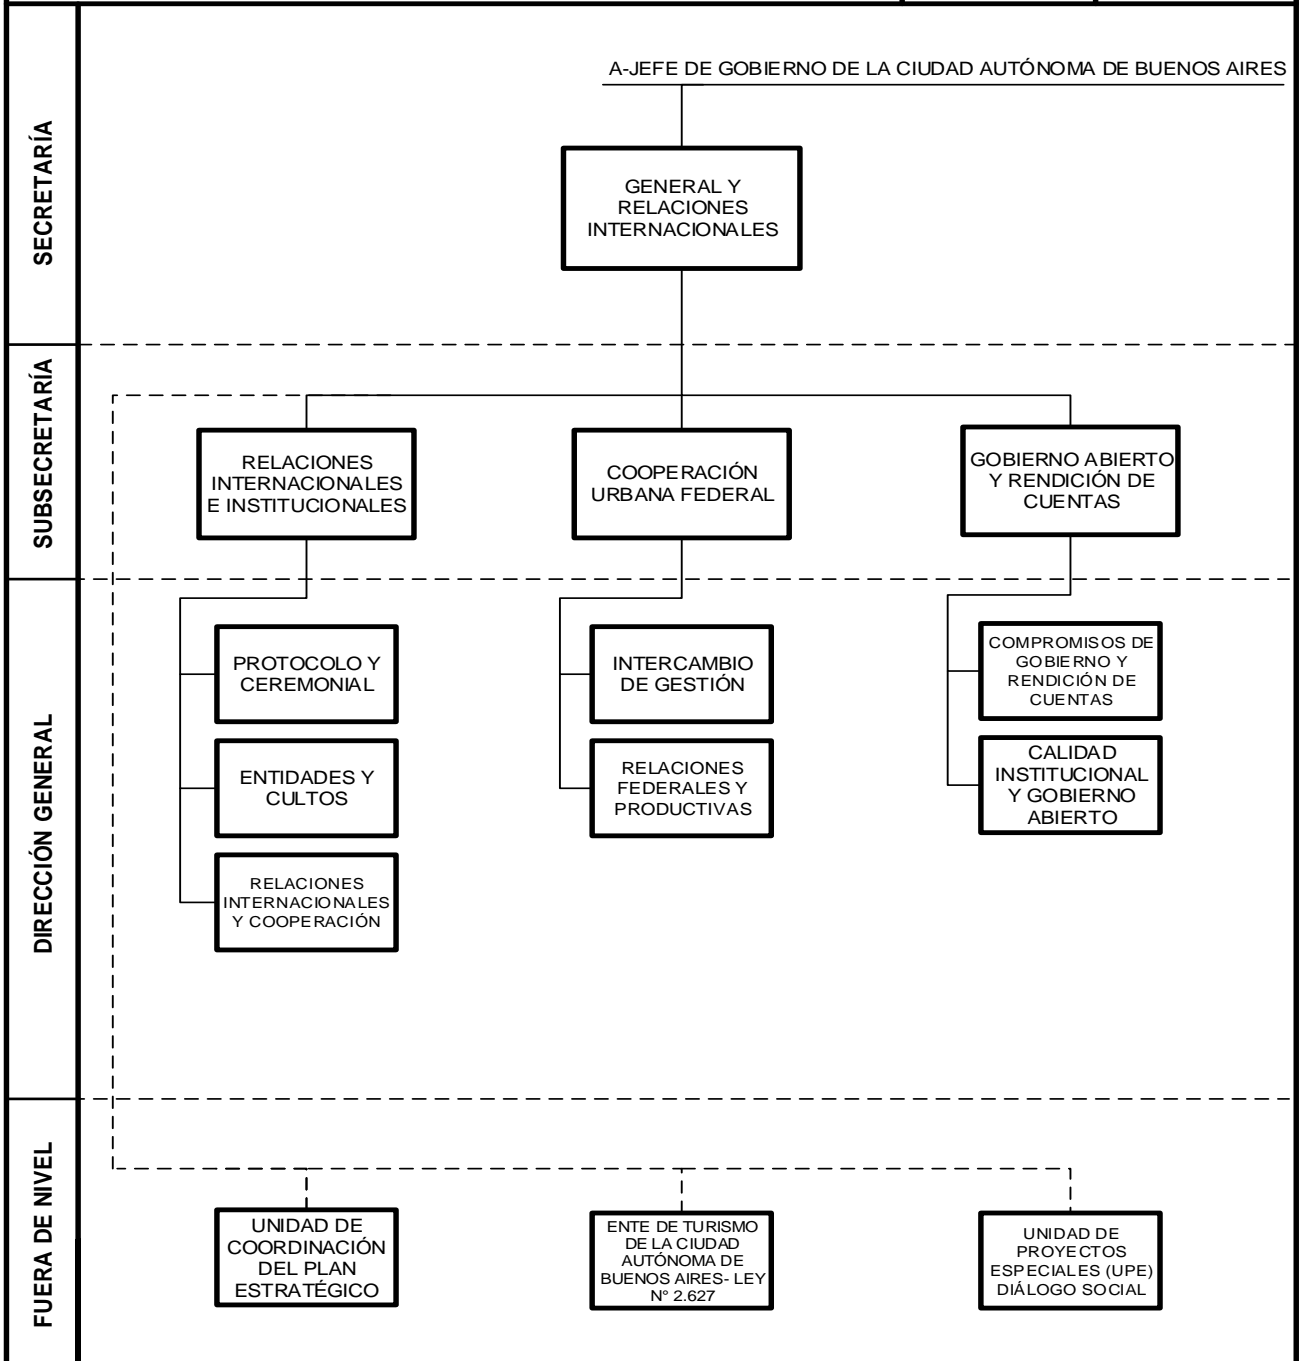 A-JEFE DE GOBIERNO DE LA CIUDAD AUTÓNOMA DE BUENOS AIRES
SECRETARÍA
GENERAL Y
RELACIONES
INTERNACIONALES
SUBSECRETARÍA
RELACIONES
INTERNACIONALES
E INSTITUCIONALES
COOPERACIÓN
URBANA FEDERAL
GOBIERNO ABIERTO
Y RENDICIÓN DE
CUENTAS
DIRECCIÓN GENERAL
PROTOCOLO Y
CEREMONIAL
ENTIDADES Y
CULTOS
RELACIONES
INTERNACIONALES
Y COOPERACIÓN
INTERCAMBIO
DE GESTIÓN
RELACIONES
FEDERALES Y
PRODUCTIVAS
COMPROMISOS DE
GOBIERNO Y
RENDICIÓN DE
CUENTAS
CALIDAD
INSTITUCIONAL
Y GOBIERNO
ABIERTO
FUERA DE NIVEL
UNIDAD DE
COORDINACIÓN
DEL PLAN
ESTRATÉGICO
ENTE DE TURISMO
DE LA CIUDAD
AUTÓNOMA DE
BUENOS AIRES- LEY
N° 2.627
UNIDAD DE
PROYECTOS
ESPECIALES (UPE)
DIÁLOGO SOCIAL